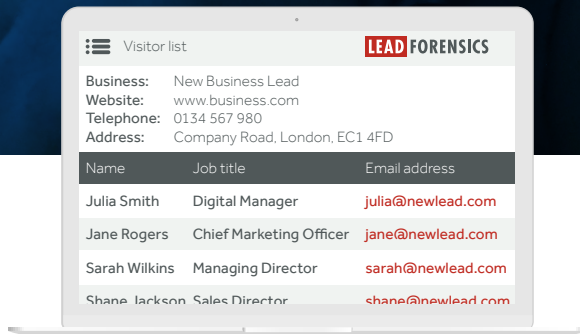 Visitor list LEAD FORENSICS
Business: New Business Lead
Website: www.business.com
Telephone: 0134 567 980
Address: Company Road, London, EC1 4FD
Name Job title Email address
Julia Smith Digital Manager julia@newlead.com
Jane Rogers Chief Marketing Officer jane@newlead.com
Sarah Wilkins Managing Director sarah@newlead.com
Shane Jackson Sales Director shane@newlead.com